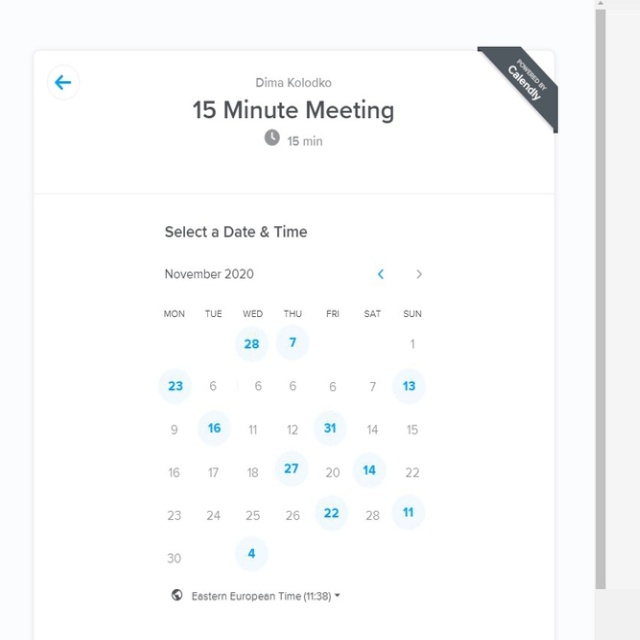 POWERED BY
Calendly
Dima Kolodko
15 Minute Meeting
15 min
Select a Date & Time
November 2020
MON TUE WED THU FRI SAT SUN
28 7 1
23 6 6 6 6 7 13
9 16 11 12 31 14 15
16 17 18 27 20 14 22
23 24 25 26 22 28 11
30 4
Eastern European Time (11:38)